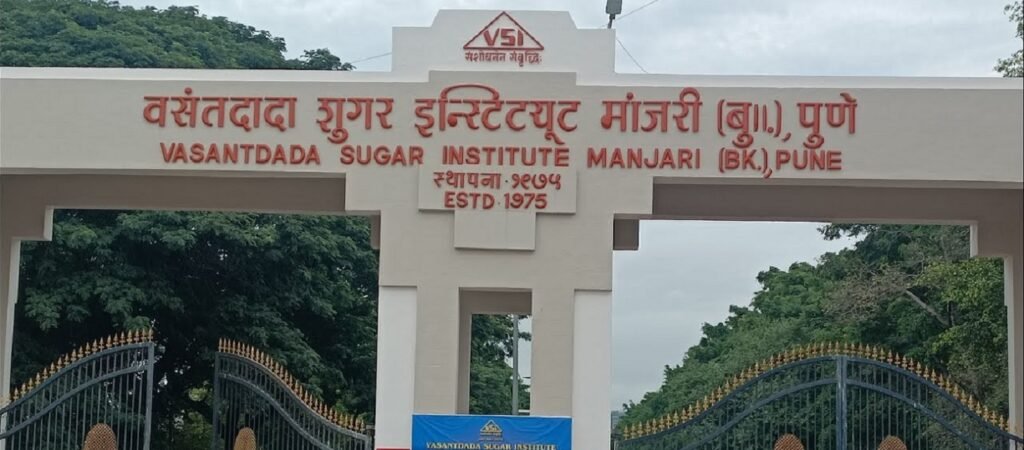 VSI
संशोधनेन संवृद्धिः
वसंतदादा शुगर इन्स्टिट्यूट मांजरी (बु॥.), पुणे
VASANTDADA SUGAR INSTITUTE MANJARI (BK.), PUNE
स्थापना · १९७५
ESTD · 1975
VASANTDADA SUGAR INSTITUTE